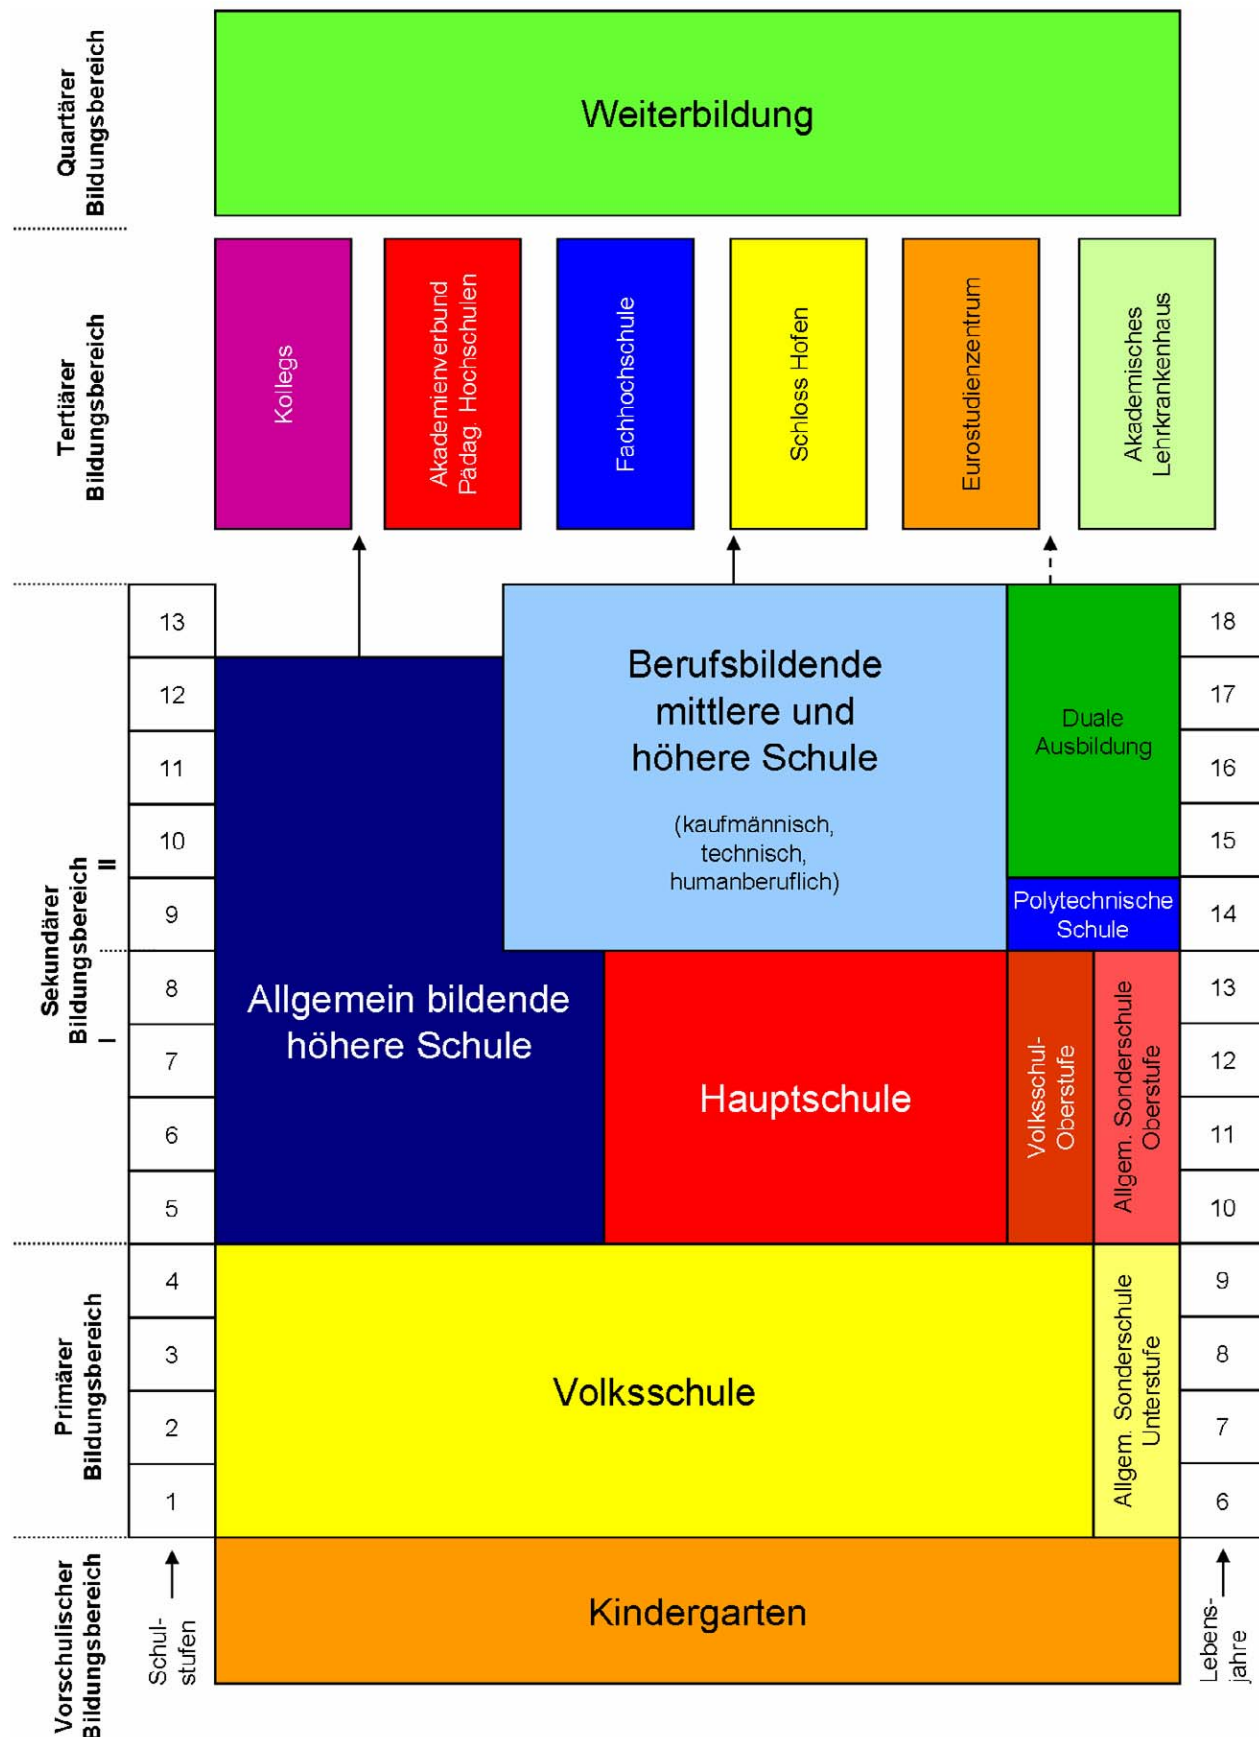 Quartärer
Bildungsbereich
Weiterbildung
Tertiärer
Bildungsbereich
Kollegs
Akademienverbund
Pädag. Hochschulen
Fachhochschule
Schloss Hofen
Eurostudienzentrum
Akademisches
Lehrkrankenhaus
Sekundärer
Bildungsbereich
II
I
13
12
11
10
9
8
7
6
5
Berufsbildende
mittlere und
höhere Schule
(kaufmännisch,
technisch,
humanberuflich)
Duale
Ausbildung
Polytechnische
Schule
Allgemein bildende
höhere Schule
Hauptschule
Volksschul-
Oberstufe
Allgem. Sonderschule
Oberstufe
18
17
16
15
14
13
12
11
10
Primärer
Bildungsbereich
4
3
2
1
Volksschule
Allgem. Sonderschule
Unterstufe
9
8
7
6
Vorschulischer
Bildungsbereich
Schul-
stufen
Kindergarten
Lebens-
jahre